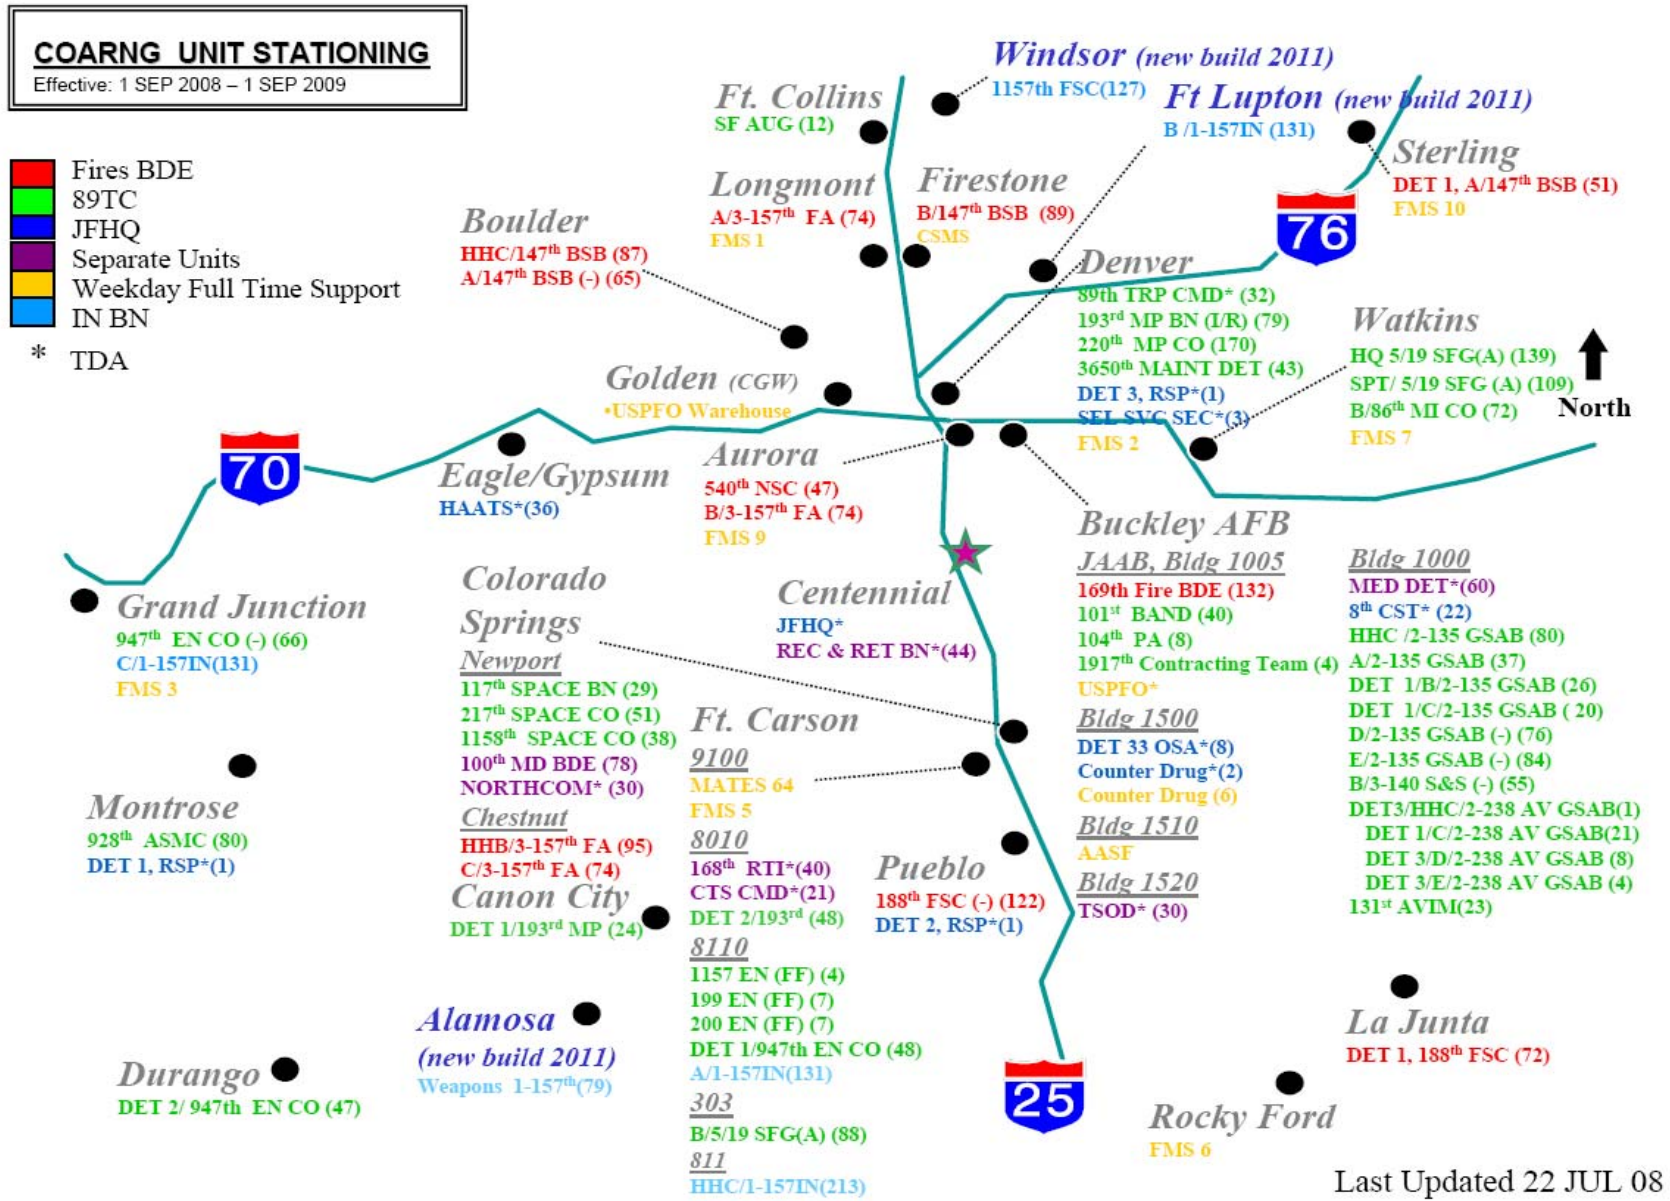 COARNG UNIT STATIONING
Effective: 1 SEP 2008 – 1 SEP 2009
Fires BDE
89TC
JFHQ
Separate Units
Weekday Full Time Support
IN BN
* TDA
Windsor (new build 2011)
1157th FSC(127)
Ft. Collins
SF AUG (12)
Ft Lupton (new build 2011)
B /1-157IN (131)
Sterling
DET 1, A/147th BSB (51)
FMS 10
Longmont
A/3-157th FA (74)
FMS 1
Firestone
B/147th BSB (89)
CSMS
Boulder
HHC/147th BSB (87)
A/147th BSB (-) (65)
76
Denver
89th TRP CMD* (32)
193rd MP BN (I/R) (79)
220th MP CO (170)
3650th MAINT DET (43)
DET 3, RSP*(1)
SEL SVC SEC*(3)
FMS 2
Watkins
HQ 5/19 SFG(A) (139)
SPT/ 5/19 SFG (A) (109)
B/86th MI CO (72)
FMS 7
North
Golden (CGW)
•USPFO Warehouse
70
Eagle/Gypsum
HAATS*(36)
Aurora
540th NSC (47)
B/3-157th FA (74)
FMS 9
Grand Junction
947th EN CO (-) (66)
C/1-157IN(131)
FMS 3
Colorado
Springs
Newport
117th SPACE BN (29)
217th SPACE CO (51)
1158th SPACE CO (38)
100th MD BDE (78)
NORTHCOM* (30)
Chestnut
HHB/3-157th FA (95)
C/3-157th FA (74)
Centennial
JFHQ*
REC & RET BN*(44)
Buckley AFB
JAAB, Bldg 1005
169th Fire BDE (132)
101st BAND (40)
104th PA (8)
1917th Contracting Team (4)
USPFO*
Bldg 1500
DET 33 OSA*(8)
Counter Drug*(2)
Counter Drug (6)
Bldg 1510
AASF
Bldg 1520
TSOD* (30)
Bldg 1000
MED DET*(60)
8th CST* (22)
HHC /2-135 GSAB (80)
A/2-135 GSAB (37)
DET 1/B/2-135 GSAB (26)
DET 1/C/2-135 GSAB ( 20)
D/2-135 GSAB (-) (76)
E/2-135 GSAB (-) (84)
B/3-140 S&S (-) (55)
DET3/HHC/2-238 AV GSAB(1)
DET 1/C/2-238 AV GSAB(21)
DET 3/D/2-238 AV GSAB (8)
DET 3/E/2-238 AV GSAB (4)
131st AVIM(23)
Ft. Carson
9100
MATES 64
FMS 5
8010
168th RTI*(40)
CTS CMD*(21)
DET 2/193rd (48)
8110
1157 EN (FF) (4)
199 EN (FF) (7)
200 EN (FF) (7)
DET 1/947th EN CO (48)
A/1-157IN(131)
303
B/5/19 SFG(A) (88)
811
HHC/1-157IN(213)
Montrose
928th ASMC (80)
DET 1, RSP*(1)
Canon City
DET 1/193rd MP (24)
Pueblo
188th FSC (-) (122)
DET 2, RSP*(1)
Alamosa
(new build 2011)
Weapons 1-157th(79)
Durango
DET 2/ 947th EN CO (47)
25
La Junta
DET 1, 188th FSC (72)
Rocky Ford
FMS 6
Last Updated 22 JUL 08